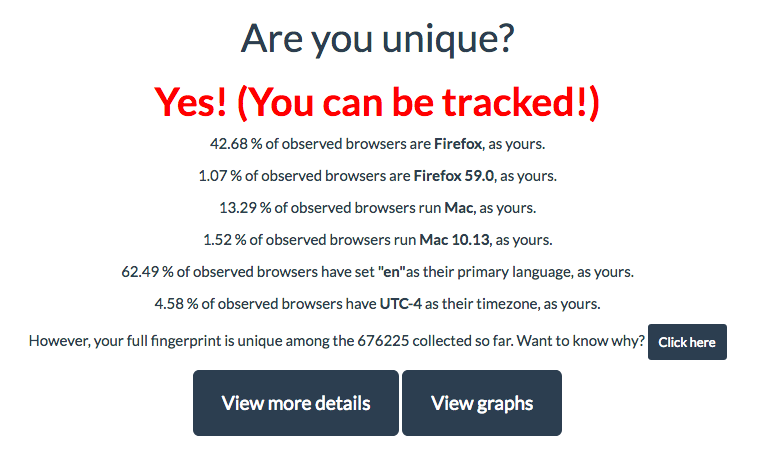 Are you unique?
Yes! (You can be tracked!)
42.68 % of observed browsers are Firefox, as yours.
1.07 % of observed browsers are Firefox 59.0, as yours.
13.29 % of observed browsers run Mac, as yours.
1.52 % of observed browsers run Mac 10.13, as yours.
62.49 % of observed browsers have set "en"as their primary language, as yours.
4.58 % of observed browsers have UTC-4 as their timezone, as yours.
However, your full fingerprint is unique among the 676225 collected so far. Want to know why? Click here
View more details View graphs